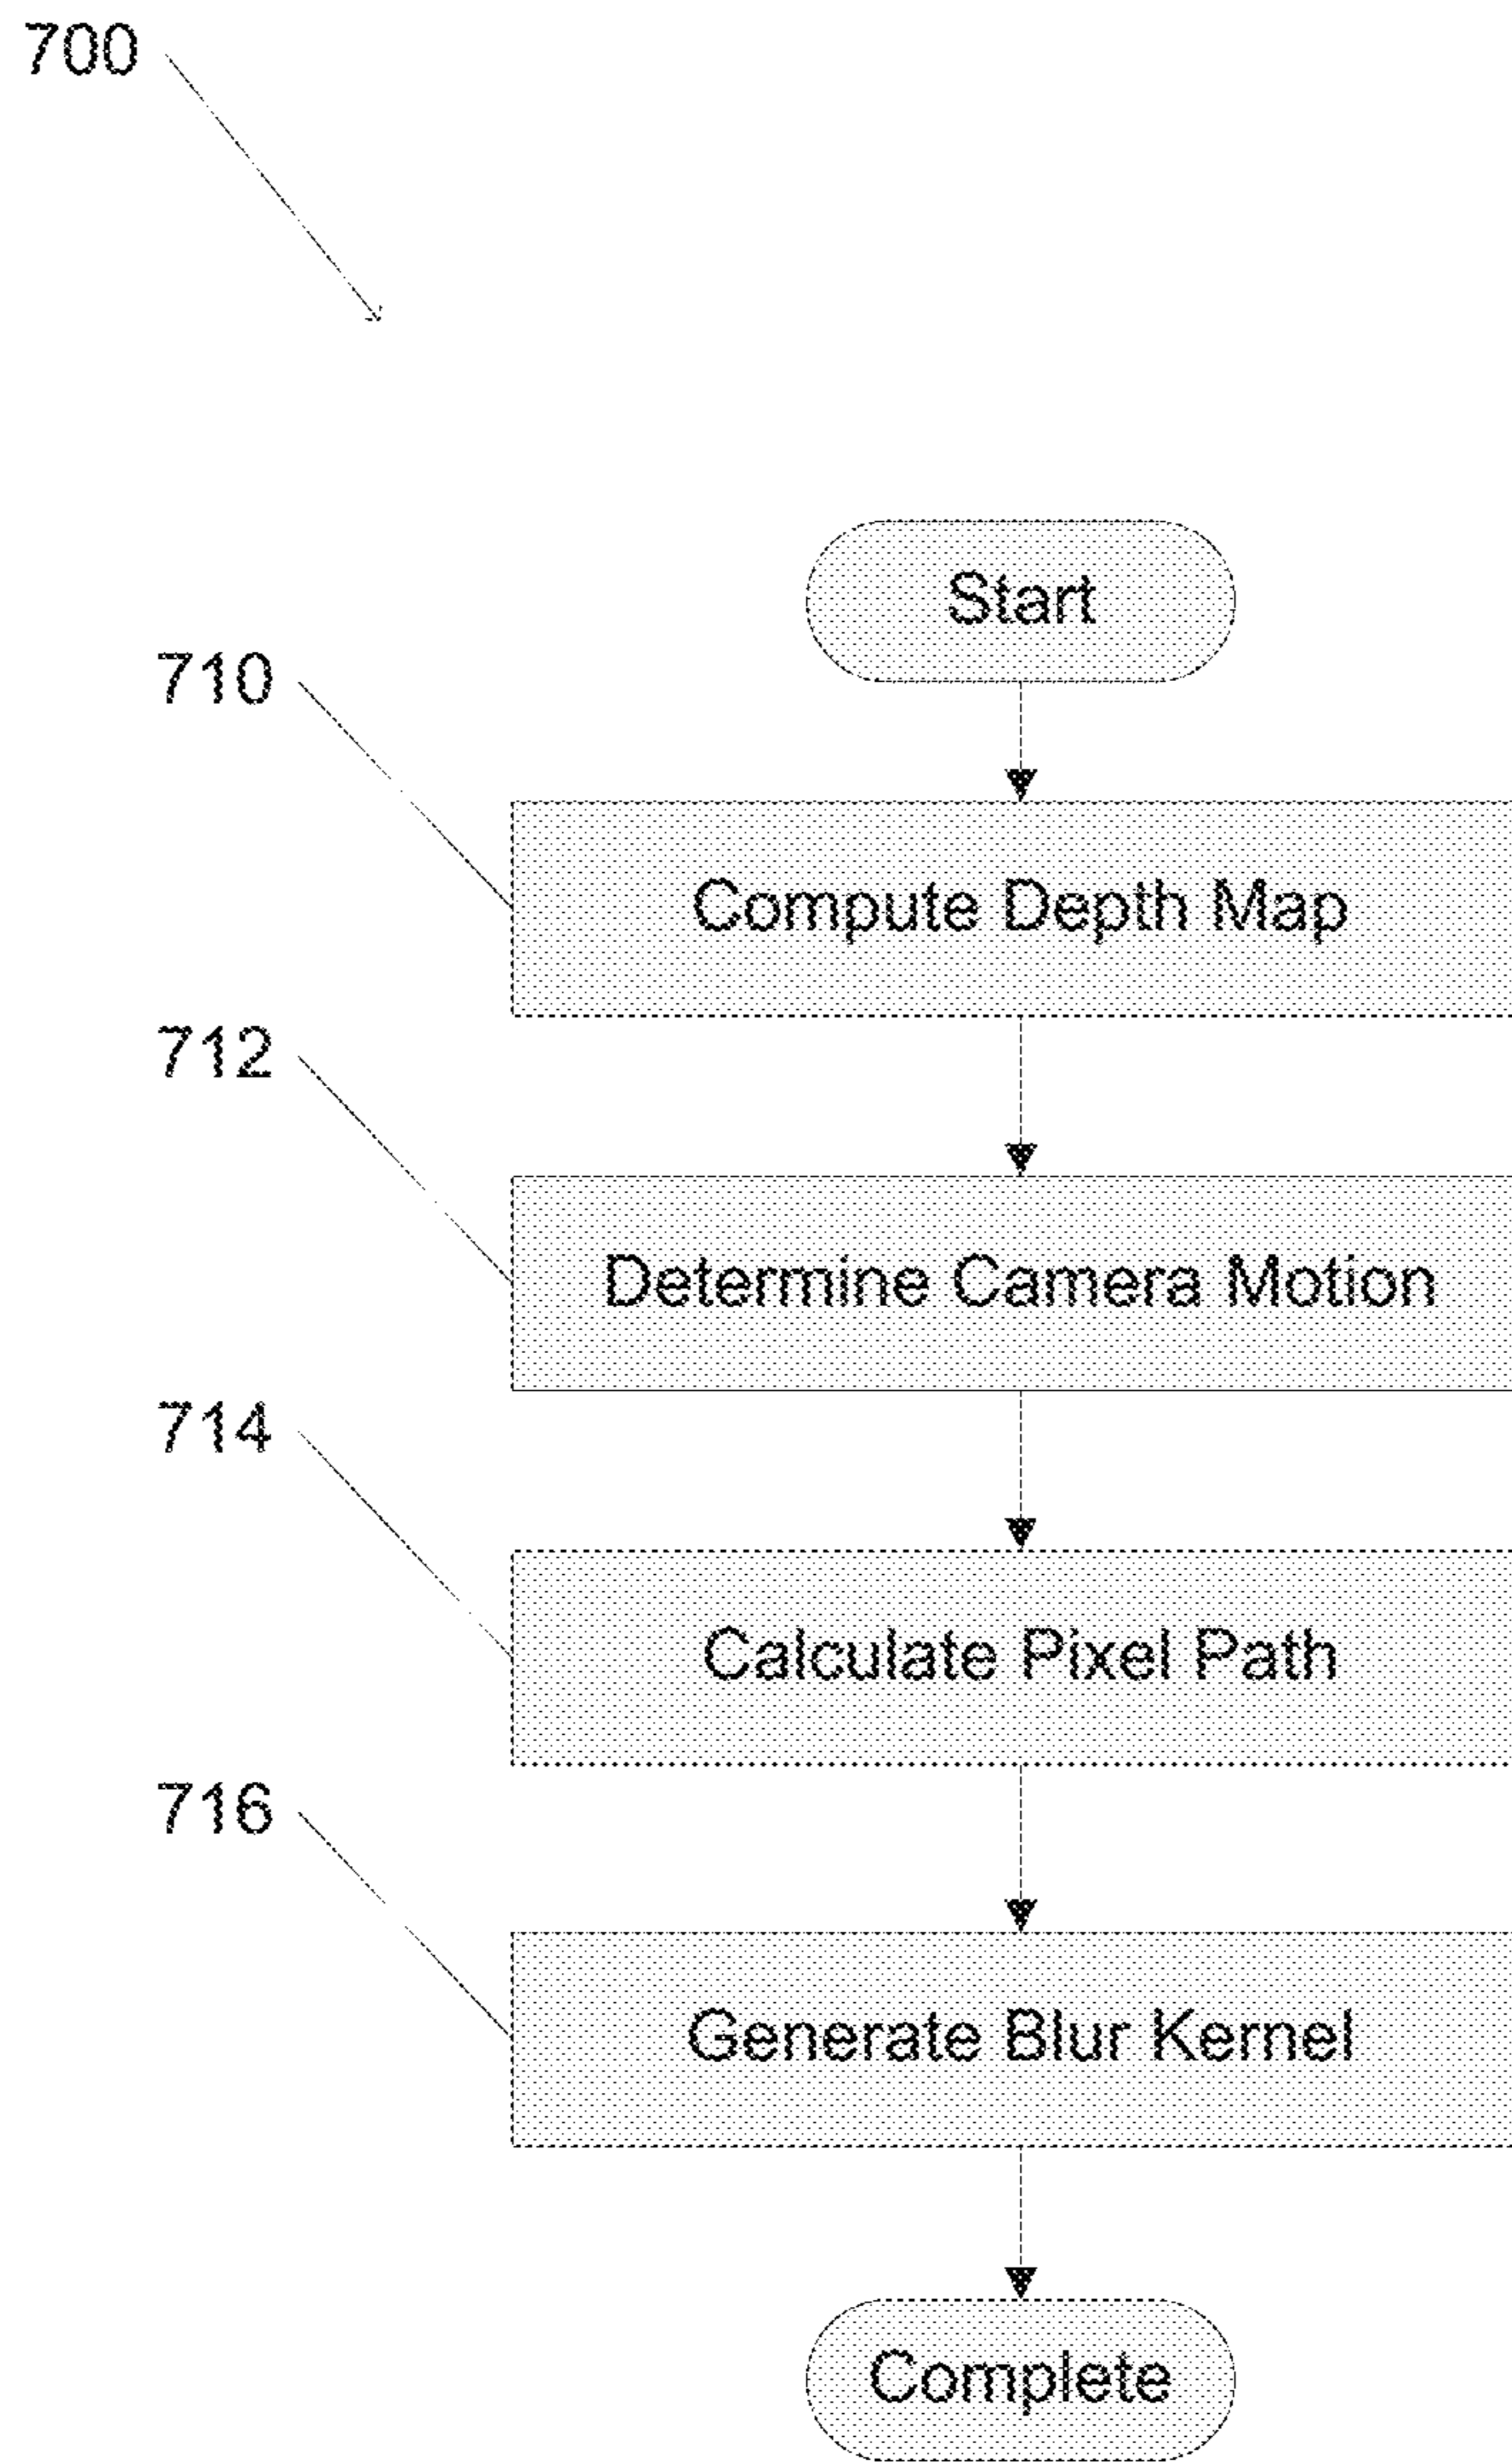 700
Start
710
Compute Depth Map
712
Determine Camera Motion
714
Calculate Pixel Path
716
Generate Blur Kernel
Complete